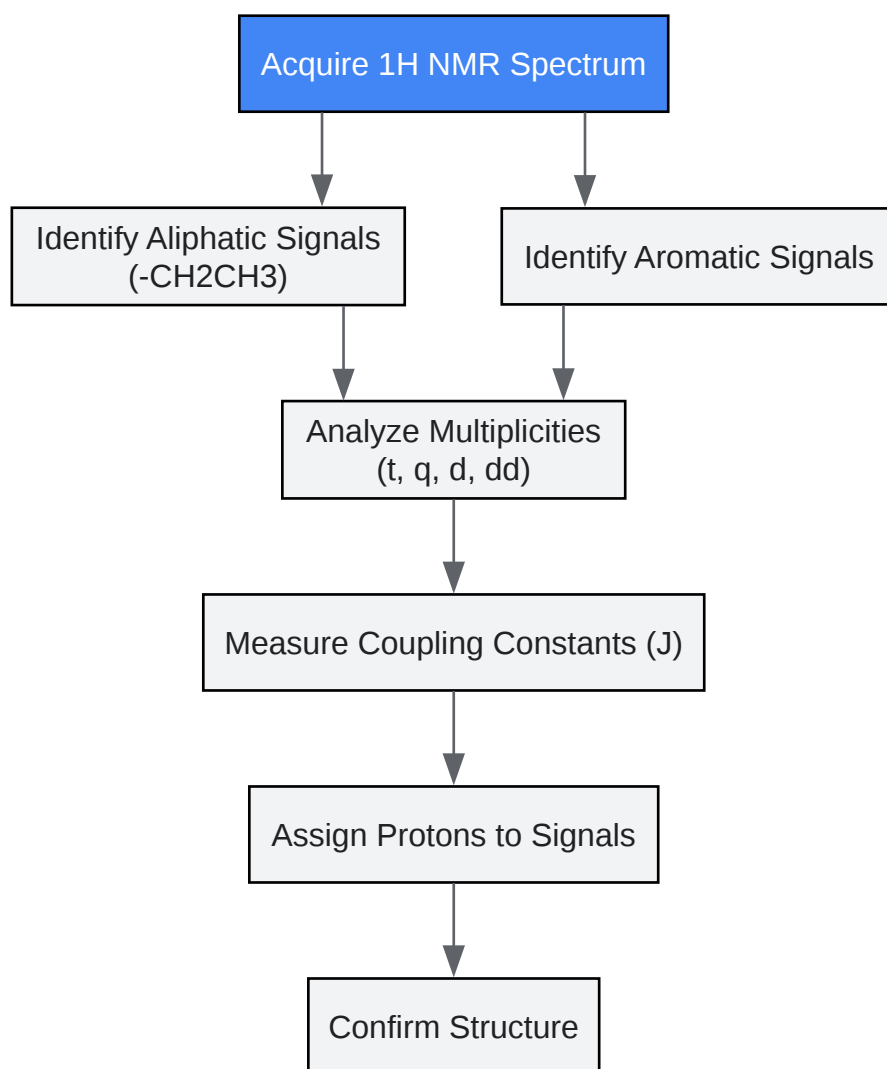 Acquire 1H NMR Spectrum
Identify Aliphatic Signals
(-CH2CH3)
Identify Aromatic Signals
Analyze Multiplicities
(t, q, d, dd)
Measure Coupling Constants (J)
Assign Protons to Signals
Confirm Structure